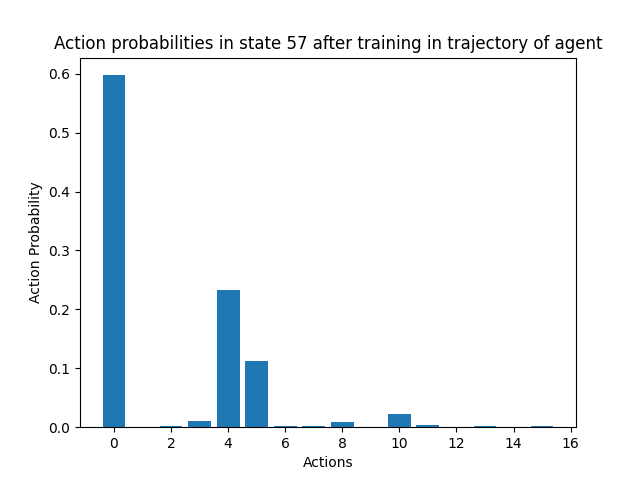 Action probabilities in state 57 after training in trajectory of agent
0.6
0.5
0.4
0.3
0.2
0.1
0.0
Action Probability
0 2 4 6 8 10 12 14 16
Actions